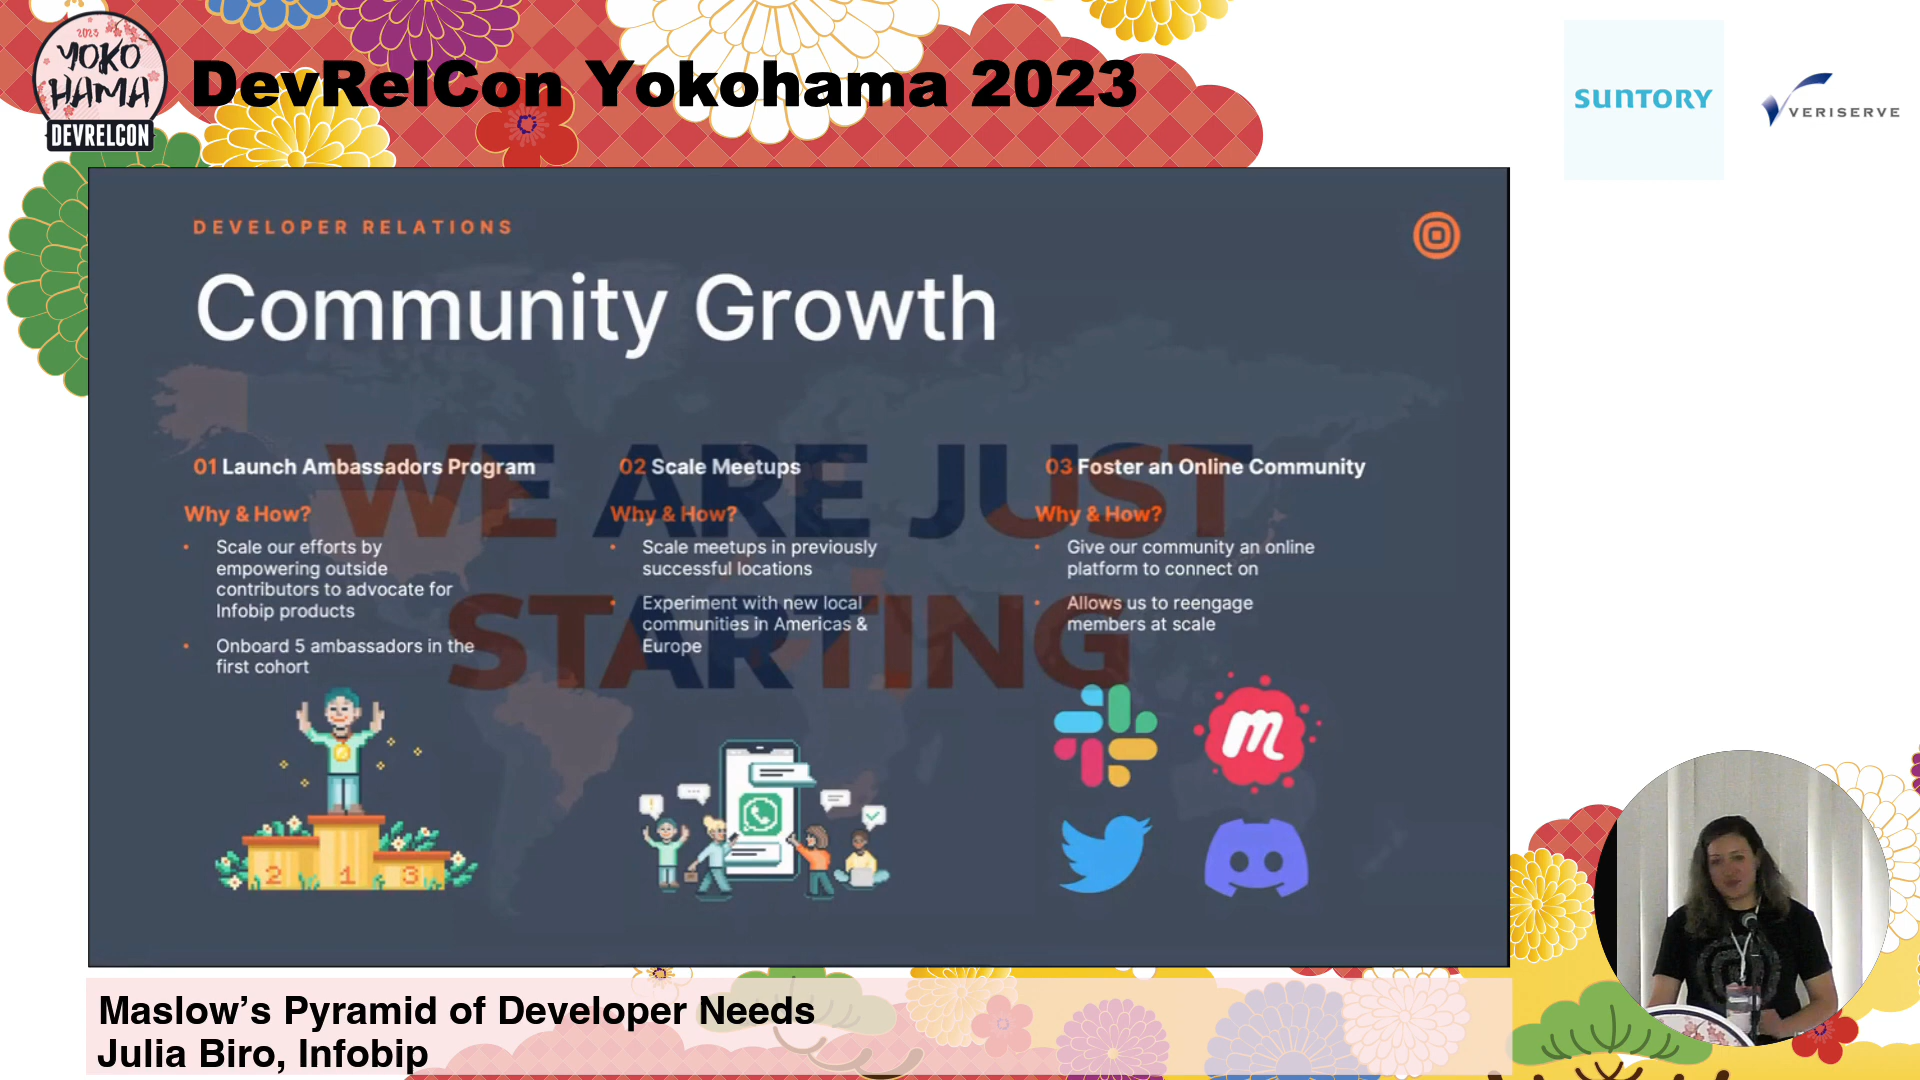 2023
YOKO
HAMA
DEVRELCON
DevRelCon Yokohama 2023
SUNTORY
VERISERVE
DEVELOPER RELATIONS
Community Growth
WE ARE JUST
STARTING
01 Launch Ambassadors Program
Why & How?
• Scale our efforts by
empowering outside
contributors to advocate for
Infobip products
• Onboard 5 ambassadors in the
first cohort
2 1 3
02 Scale Meetups
Why & How?
• Scale meetups in previously
successful locations
• Experiment with new local
communities in Americas &
Europe
03 Foster an Online Community
Why & How?
• Give our community an online
platform to connect on
• Allows us to reengage
members at scale
m
Maslow’s Pyramid of Developer Needs
Julia Biro, Infobip